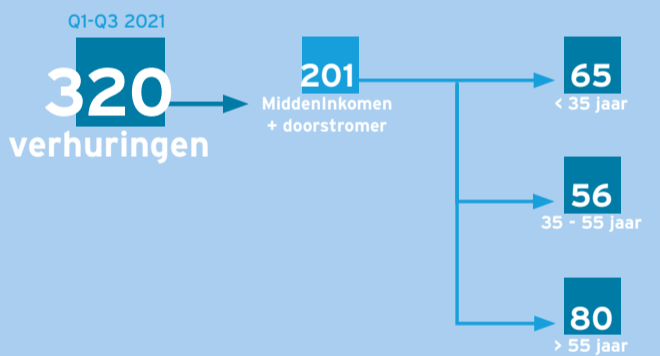 Q1-Q3 2021
320
verhuringen
201
MiddenInkomen
+ doorstromer
65
< 35 jaar
56
35 - 55 jaar
80
> 55 jaar